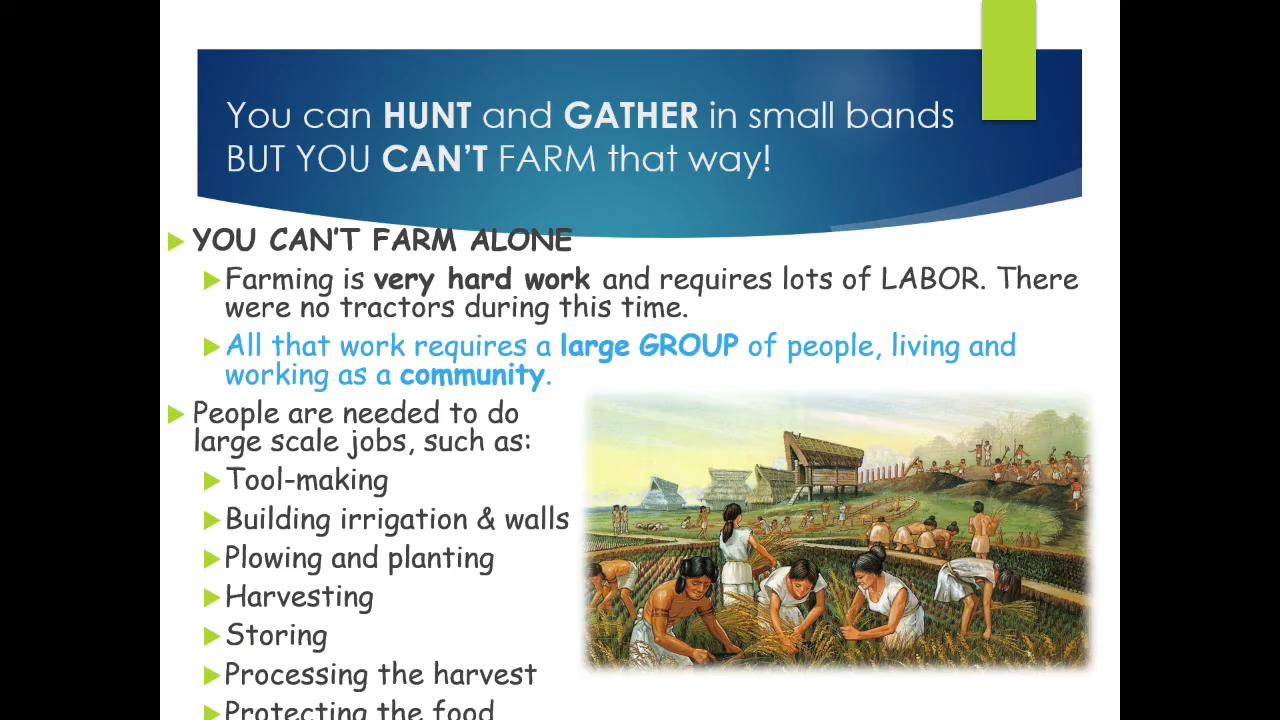 You can HUNT and GATHER in small bands
BUT YOU CAN'T FARM that way!
YOU CAN'T FARM ALONE
Farming is very hard work and requires lots of LABOR. There
were no tractors during this time.
All that work requires a large GROUP of people, living and
working as a community.
People are needed to do
large scale jobs, such as:
Tool-making
Building irrigation & walls
Plowing and planting
Harvesting
Storing
Processing the harvest
Protecting the food